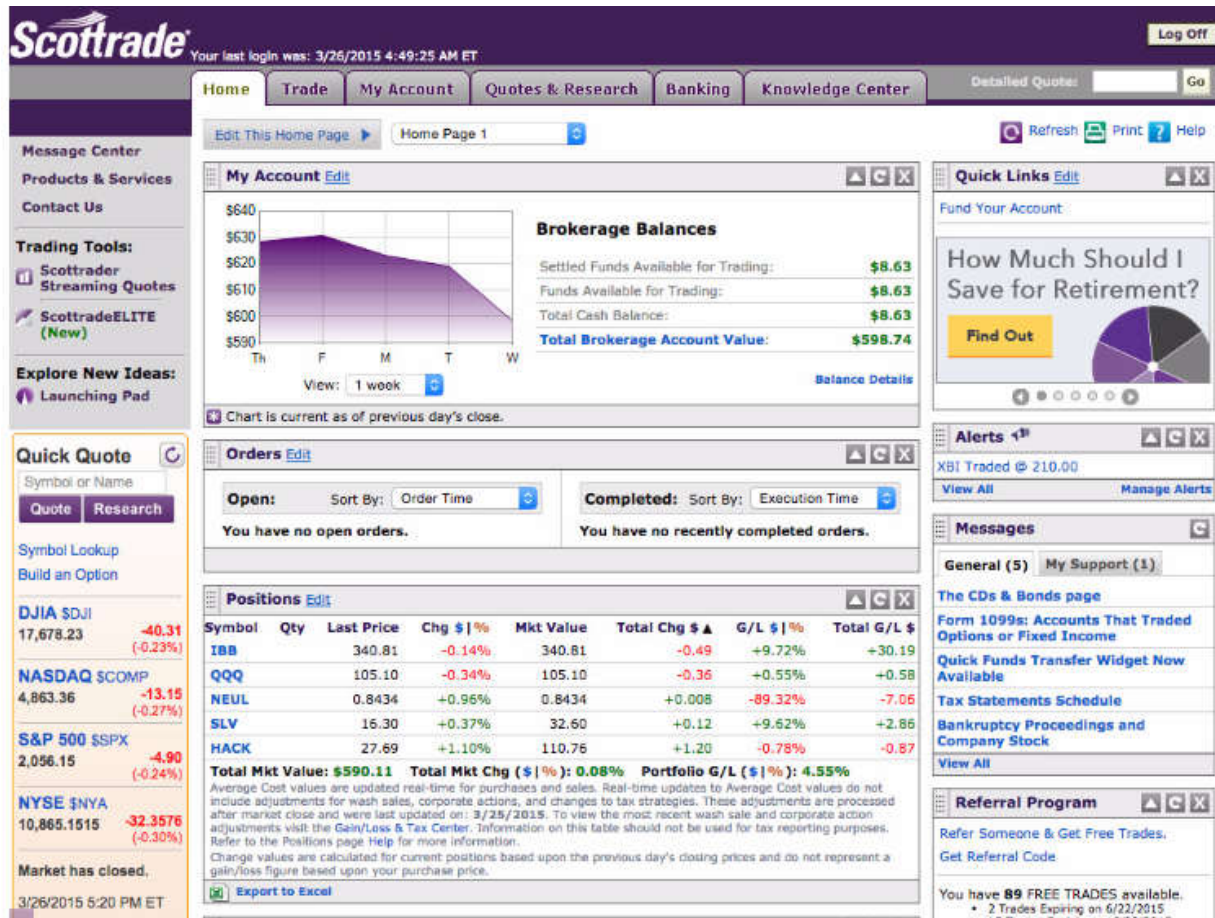 Scottrade
Your last login was: 3/26/2015 4:49:25 AM ET
Log Off
Home Trade My Account Quotes & Research Banking Knowledge Center
Detailed Quote: Go
Edit This Home Page
Home Page 1
Refresh Print ? Help
Message Center
Products & Services
Contact Us
Trading Tools:
Scottrader
Streaming Quotes
ScottradeELITE
(New)
Explore New Ideas:
Launching Pad
Quick Quote
Symbol or Name
Quote Research
Symbol Lookup
Build an Option
DJIA $DJI
17,678.23 -40.31
(-0.23%)
NASDAQ $COMP
4,863.36 -13.15
(-0.27%)
S&P 500 $SPX
2,056.15 -4.90
(-0.24%)
NYSE $NYA
10,865.1515 -32.3576
(-0.30%)
Market has closed.
3/26/2015 5:20 PM ET
My Account Edit
$640
$630
$620
$610
$600
$590
Th F M T W
View: 1 week
Brokerage Balances
Settled Funds Available for Trading: $8.63
Funds Available for Trading: $8.63
Total Cash Balance: $8.63
Total Brokerage Account Value: $598.74
Balance Details
Chart is current as of previous day's close.
Orders Edit
Open: Sort By: Order Time
You have no open orders.
Completed: Sort By: Execution Time
You have no recently completed orders.
Positions Edit
Symbol Qty Last Price Chg $|% Mkt Value Total Chg $▲ G/L $|% Total G/L $
IBB 340.81 -0.14% 340.81 -0.49 +9.72% +30.19
QQQ 105.10 -0.34% 105.10 -0.36 +0.55% +0.58
NEUL 0.8434 +0.96% 0.8434 +0.008 -89.32% -7.06
SLV 16.30 +0.37% 32.60 +0.12 +9.62% +2.86
HACK 27.69 +1.10% 110.76 +1.20 -0.78% -0.87
Total Mkt Value: $590.11 Total Mkt Chg ($|%): 0.08% Portfolio G/L ($|%): 4.55%
Average Cost values are updated real-time for purchases and sales. Real-time updates to Average Cost values do not
include adjustments for wash sales, corporate actions, and changes to tax strategies. These adjustments are processed
after market close and were last updated on: 3/25/2015. To view the most recent wash sale and corporate action
adjustments visit the Gain/Loss & Tax Center. Information on this table should not be used for tax reporting purposes.
Refer to the Positions page Help for more information.
Change values are calculated for current positions based upon the previous day's closing prices and do not represent a
gain/loss figure based upon your purchase price.
Export to Excel
Quick Links Edit
Fund Your Account
How Much Should I
Save for Retirement?
Find Out
Alerts
XBI Traded @ 210.00
View All Manage Alerts
Messages
General (5) My Support (1)
The CDs & Bonds page
Form 1099s: Accounts That Traded
Options or Fixed Income
Quick Funds Transfer Widget Now
Available
Tax Statements Schedule
Bankruptcy Proceedings and
Company Stock
View All
Referral Program
Refer Someone & Get Free Trades.
Get Referral Code
You have 89 FREE TRADES available.
• 2 Trades Expiring on 6/22/2015